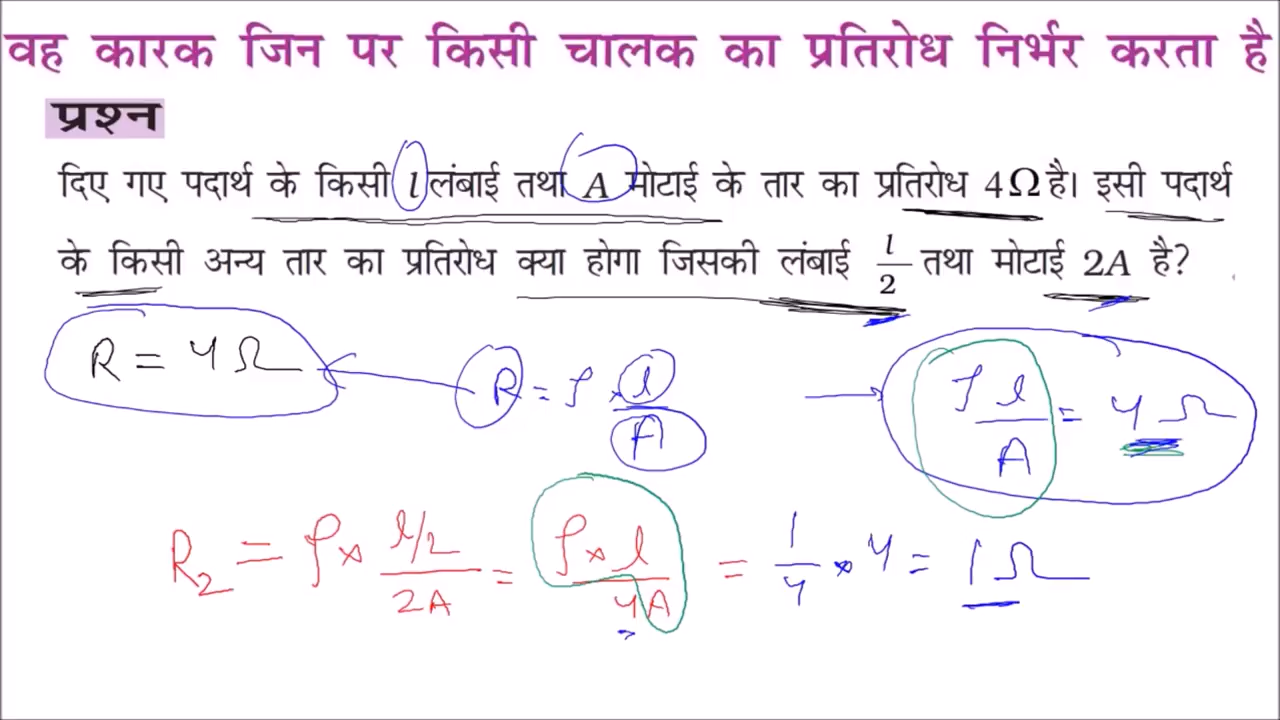 वह कारक जिन पर किसी चालक का प्रतिरोध निर्भर करता है
प्रश्न
दिए गए पदार्थ के किसी l लंबाई तथा A मोटाई के तार का प्रतिरोध 4Ω है। इसी पदार्थ
के किसी अन्य तार का प्रतिरोध क्या होगा जिसकी लंबाई l/2 तथा मोटाई 2A है?
R = 4Ω R = ρ × l/A ρ l/A = 4Ω
R₂ = ρ × (l/2)/2A = ρ × l/4A = 1/4 × 4 = 1Ω